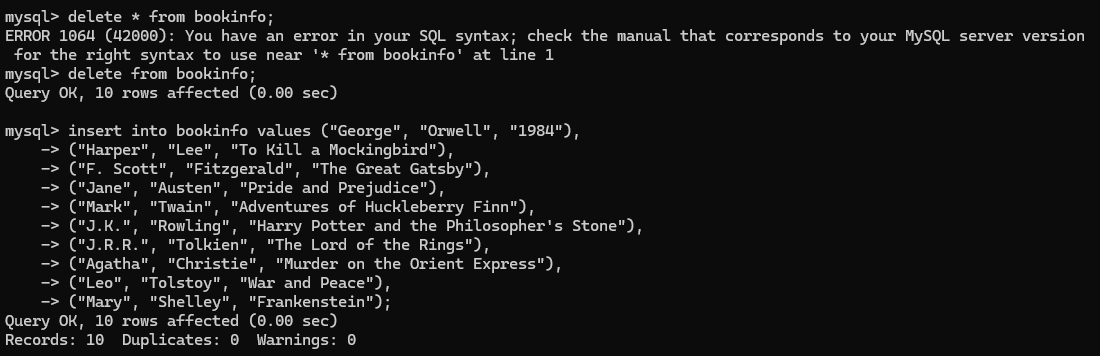 mysql> delete * from bookinfo;
ERROR 1064 (42000): You have an error in your SQL syntax; check the manual that corresponds to your MySQL server version
 for the right syntax to use near '* from bookinfo' at line 1
mysql> delete from bookinfo;
Query OK, 10 rows affected (0.00 sec)

mysql> insert into bookinfo values ("George", "Orwell", "1984"),
    -> ("Harper", "Lee", "To Kill a Mockingbird"),
    -> ("F. Scott", "Fitzgerald", "The Great Gatsby"),
    -> ("Jane", "Austen", "Pride and Prejudice"),
    -> ("Mark", "Twain", "Adventures of Huckleberry Finn"),
    -> ("J.K.", "Rowling", "Harry Potter and the Philosopher's Stone"),
    -> ("J.R.R.", "Tolkien", "The Lord of the Rings"),
    -> ("Agatha", "Christie", "Murder on the Orient Express"),
    -> ("Leo", "Tolstoy", "War and Peace"),
    -> ("Mary", "Shelley", "Frankenstein");
Query OK, 10 rows affected (0.00 sec)
Records: 10  Duplicates: 0  Warnings: 0